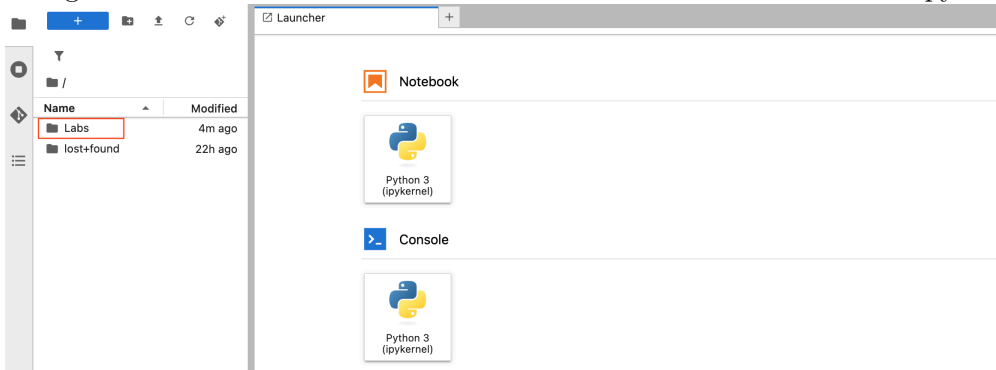 +
Launcher
+
/
Name Modified
Labs 4m ago
lost+found 22h ago
Notebook
Python 3
(ipykernel)
Console
Python 3
(ipykernel)